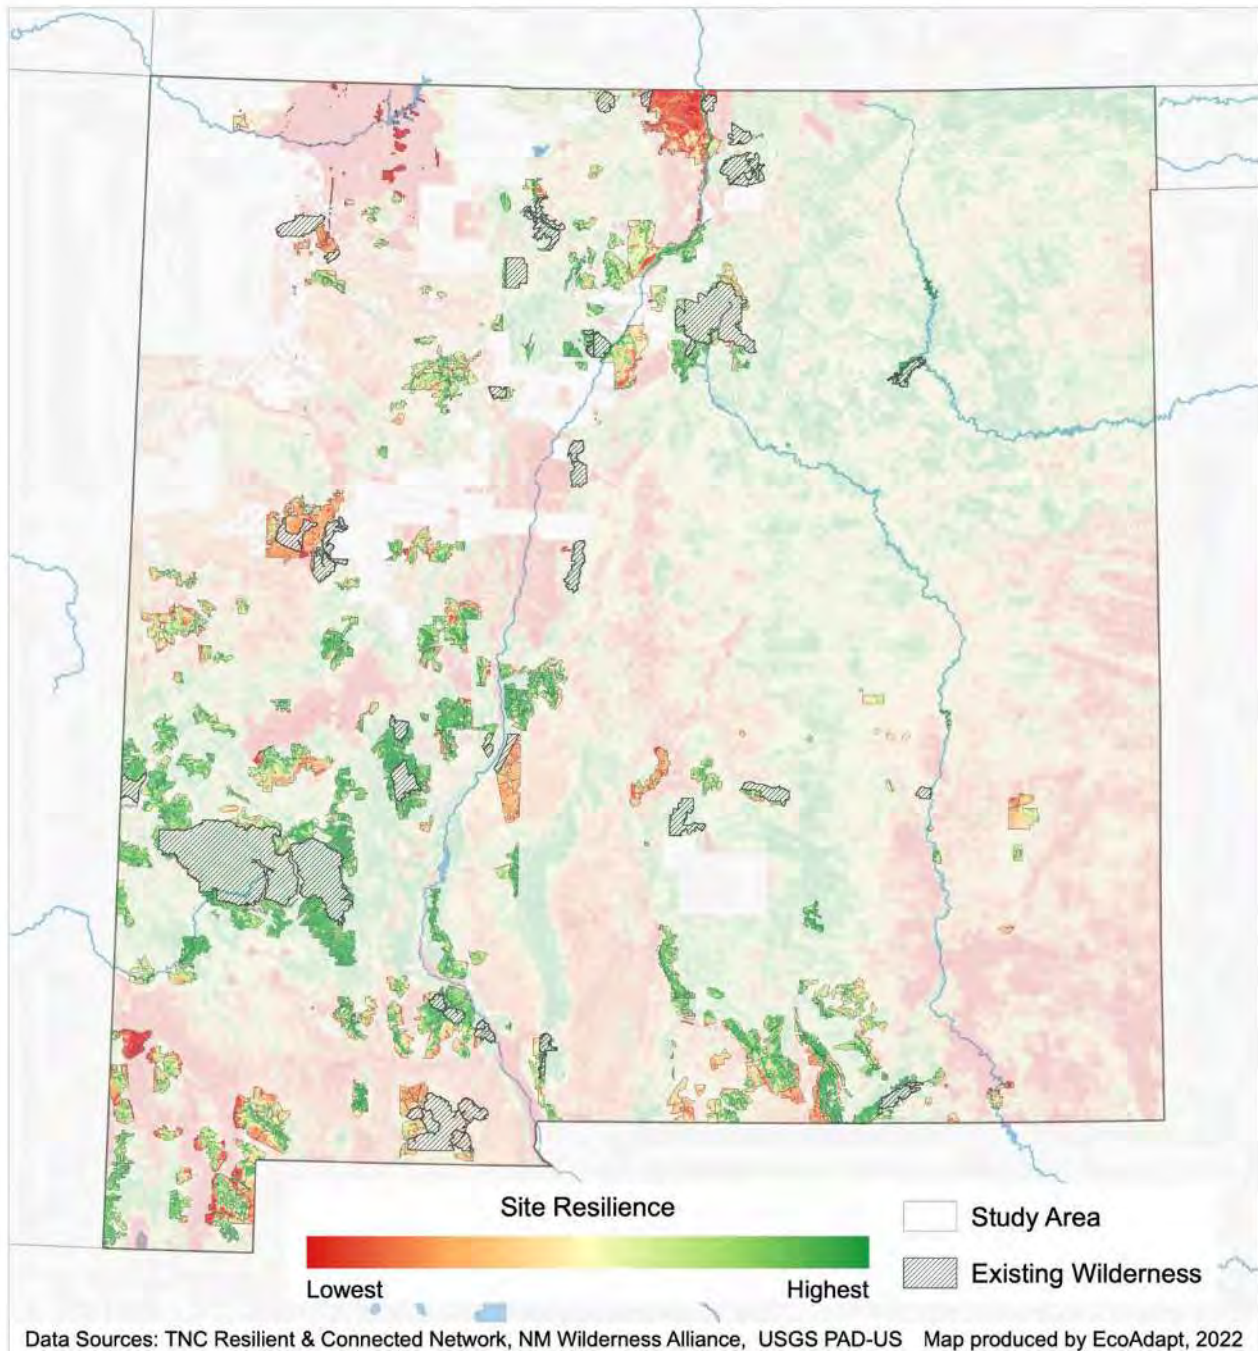 Site Resilience
Lowest
Highest
Study Area
Existing Wilderness
Data Sources: TNC Resilient & Connected Network, NM Wilderness Alliance, USGS PAD-US Map produced by EcoAdapt, 2022